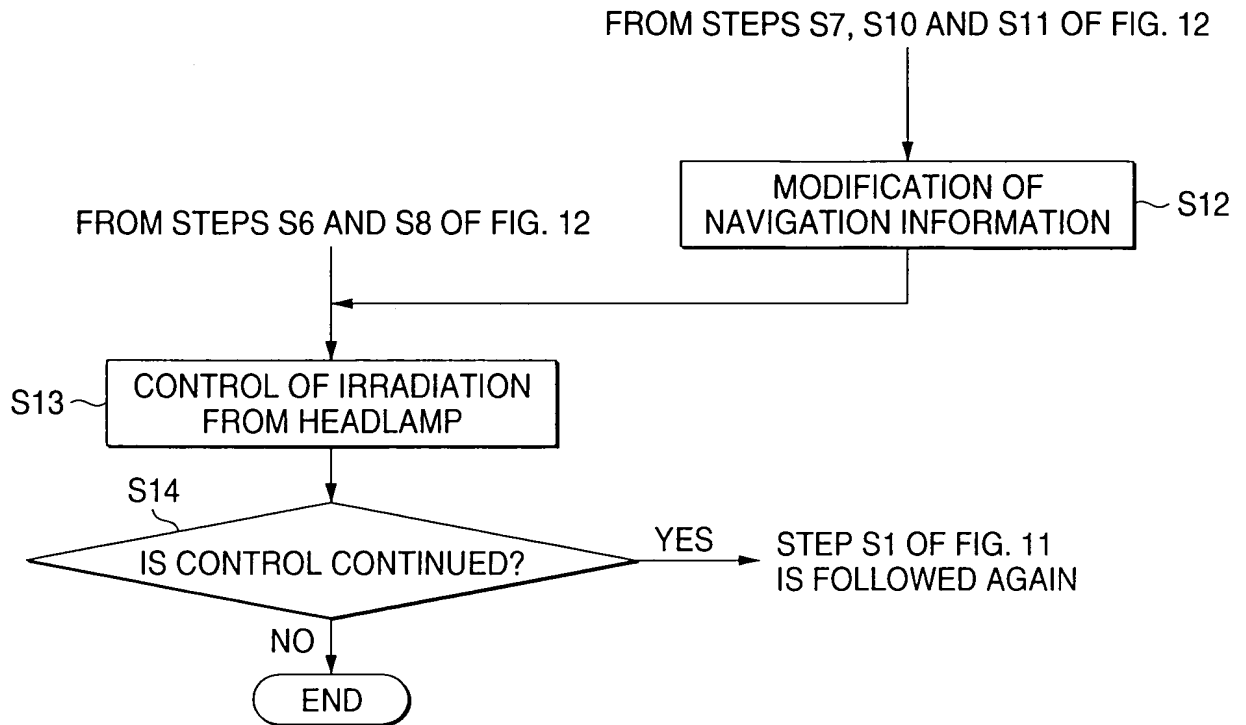 FROM STEPS S7, S10 AND S11 OF FIG. 12
MODIFICATION OF
NAVIGATION INFORMATION
S12
FROM STEPS S6 AND S8 OF FIG. 12
S13
CONTROL OF IRRADIATION
FROM HEADLAMP
S14
IS CONTROL CONTINUED?
YES
STEP S1 OF FIG. 11
IS FOLLOWED AGAIN
NO
END